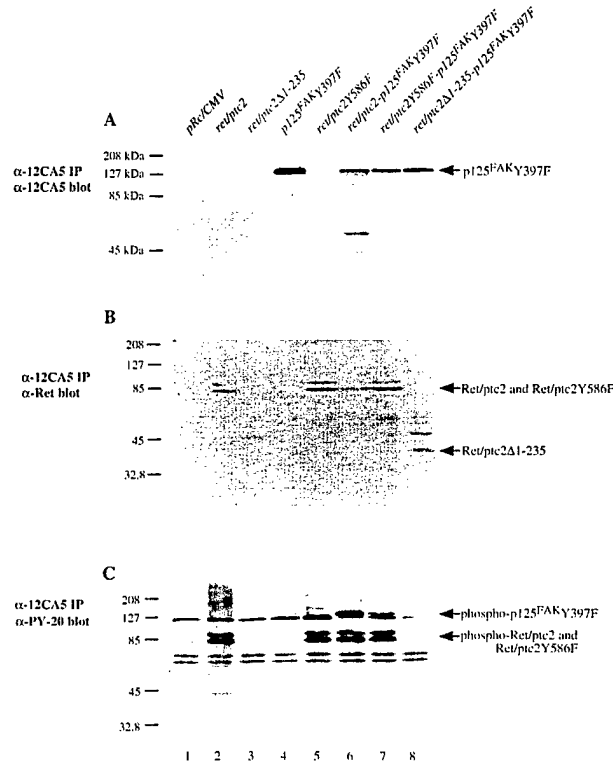 pRc/CMV
ret/ptc2
ret/ptc2Δ1-235
p125FAKY397F
ret/ptc2Y586F
ret/ptc2-p125FAKY397F
ret/ptc2Y586F-p125FAKY397F
ret/ptc2Δ1-235-p125FAKY397F
A
α-12CA5 IP
α-12CA5 blot
208 kDa
127 kDa
85 kDa
45 kDa
p125FAKY397F
B
α-12CA5 IP
α-Ret blot
208
127
85
45
32.8
Ret/ptc2 and Ret/ptc2Y586F
Ret/ptc2Δ1-235
C
α-12CA5 IP
α-PY-20 blot
208
127
85
45
32.8
phospho-p125FAKY397F
phospho-Ret/ptc2 and
Ret/ptc2Y586F
1 2 3 4 5 6 7 8